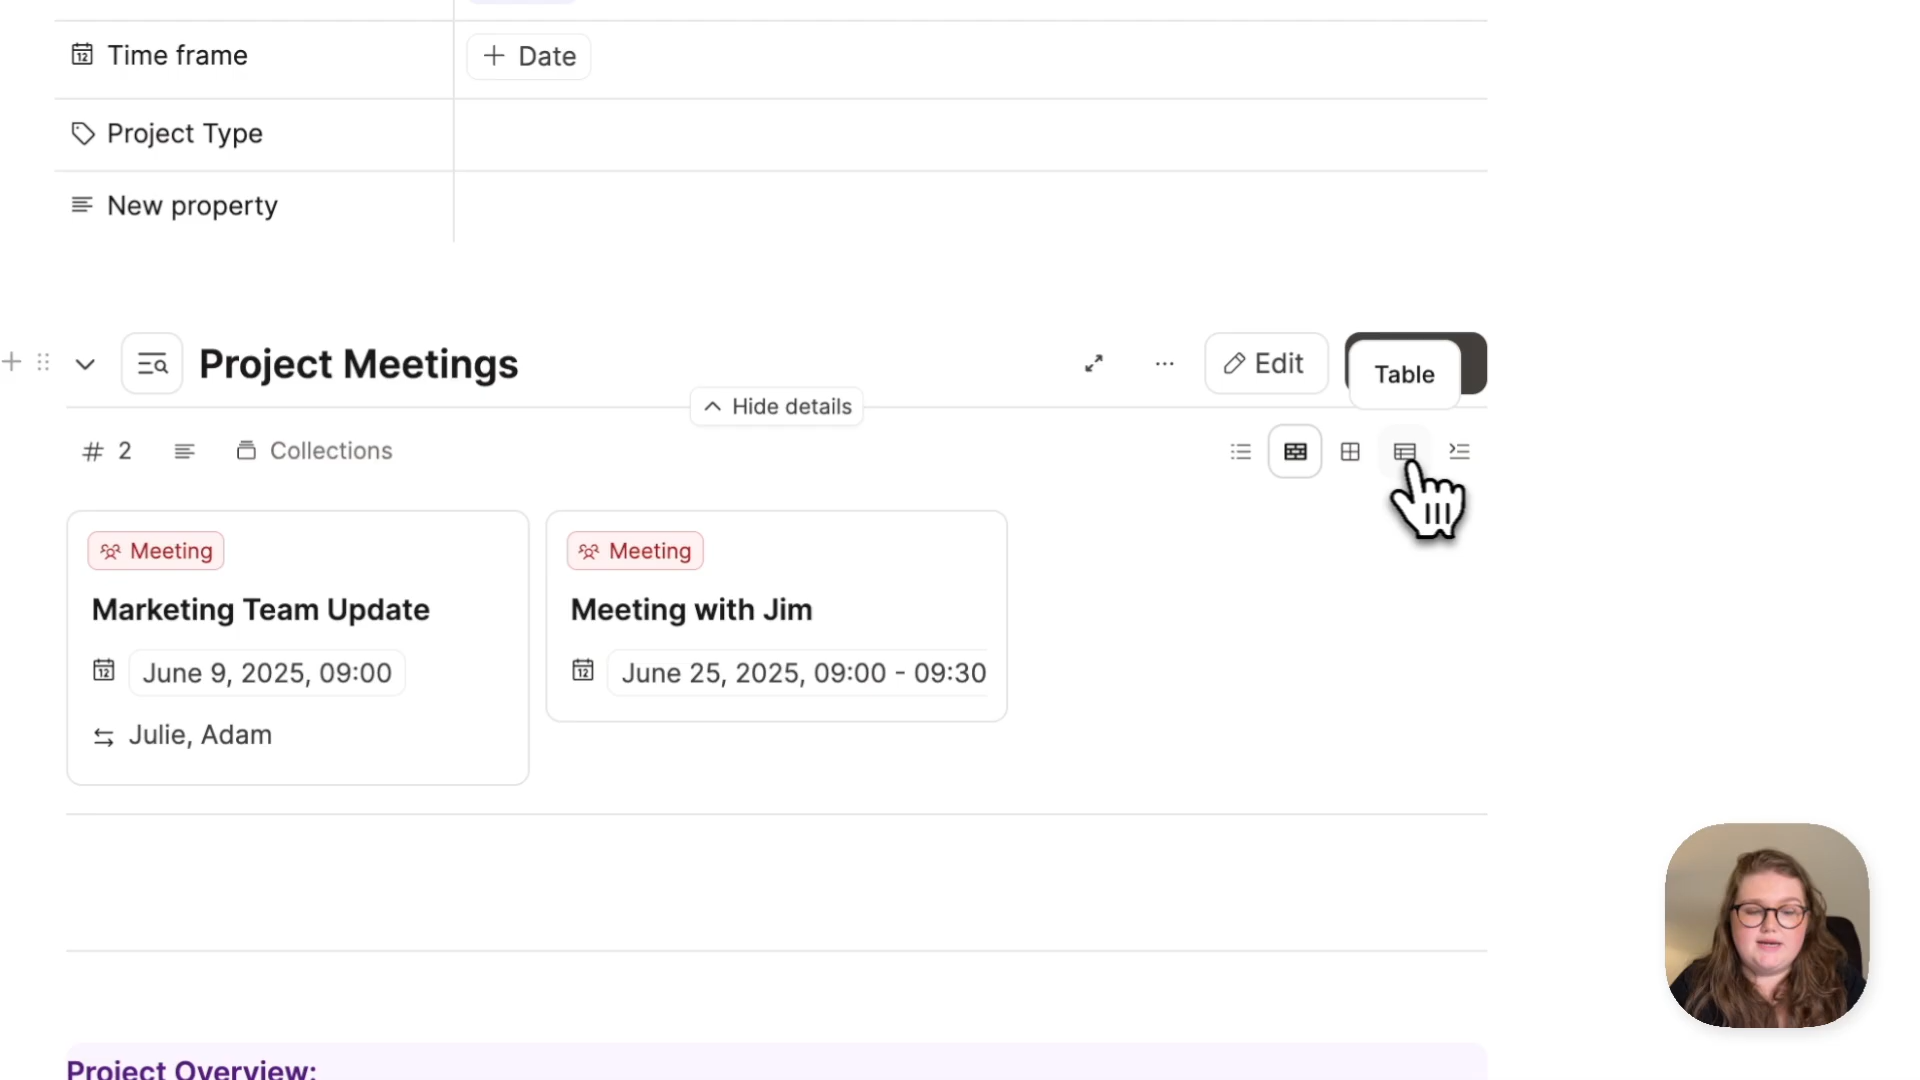 Time frame
+ Date
Project Type
New property
Project Meetings
... Edit
Table
Hide details
# 2
Collections
Meeting
Marketing Team Update
June 9, 2025, 09:00
Julie, Adam
Meeting
Meeting with Jim
June 25, 2025, 09:00 - 09:30
Project Overview: